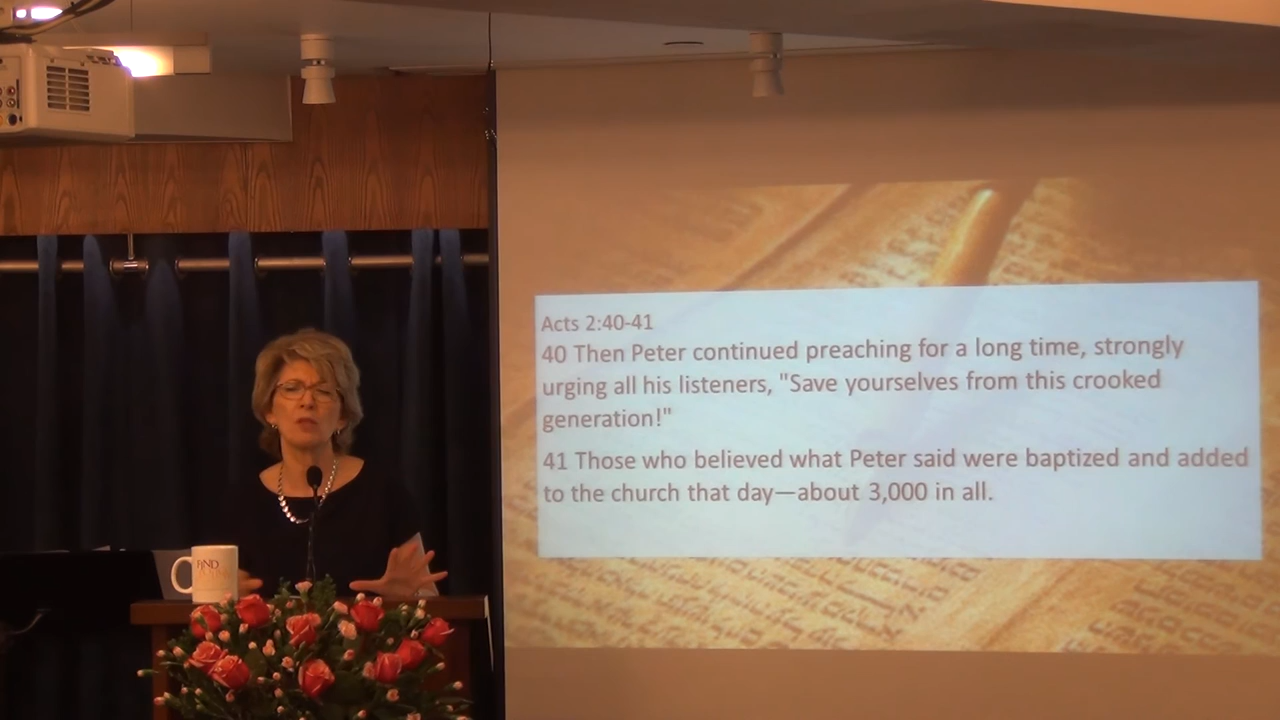 Acts 2:40-41
40 Then Peter continued preaching for a long time, strongly
urging all his listeners, "Save yourselves from this crooked
generation!"
41 Those who believed what Peter said were baptized and added
to the church that day—about 3,000 in all.
FIND